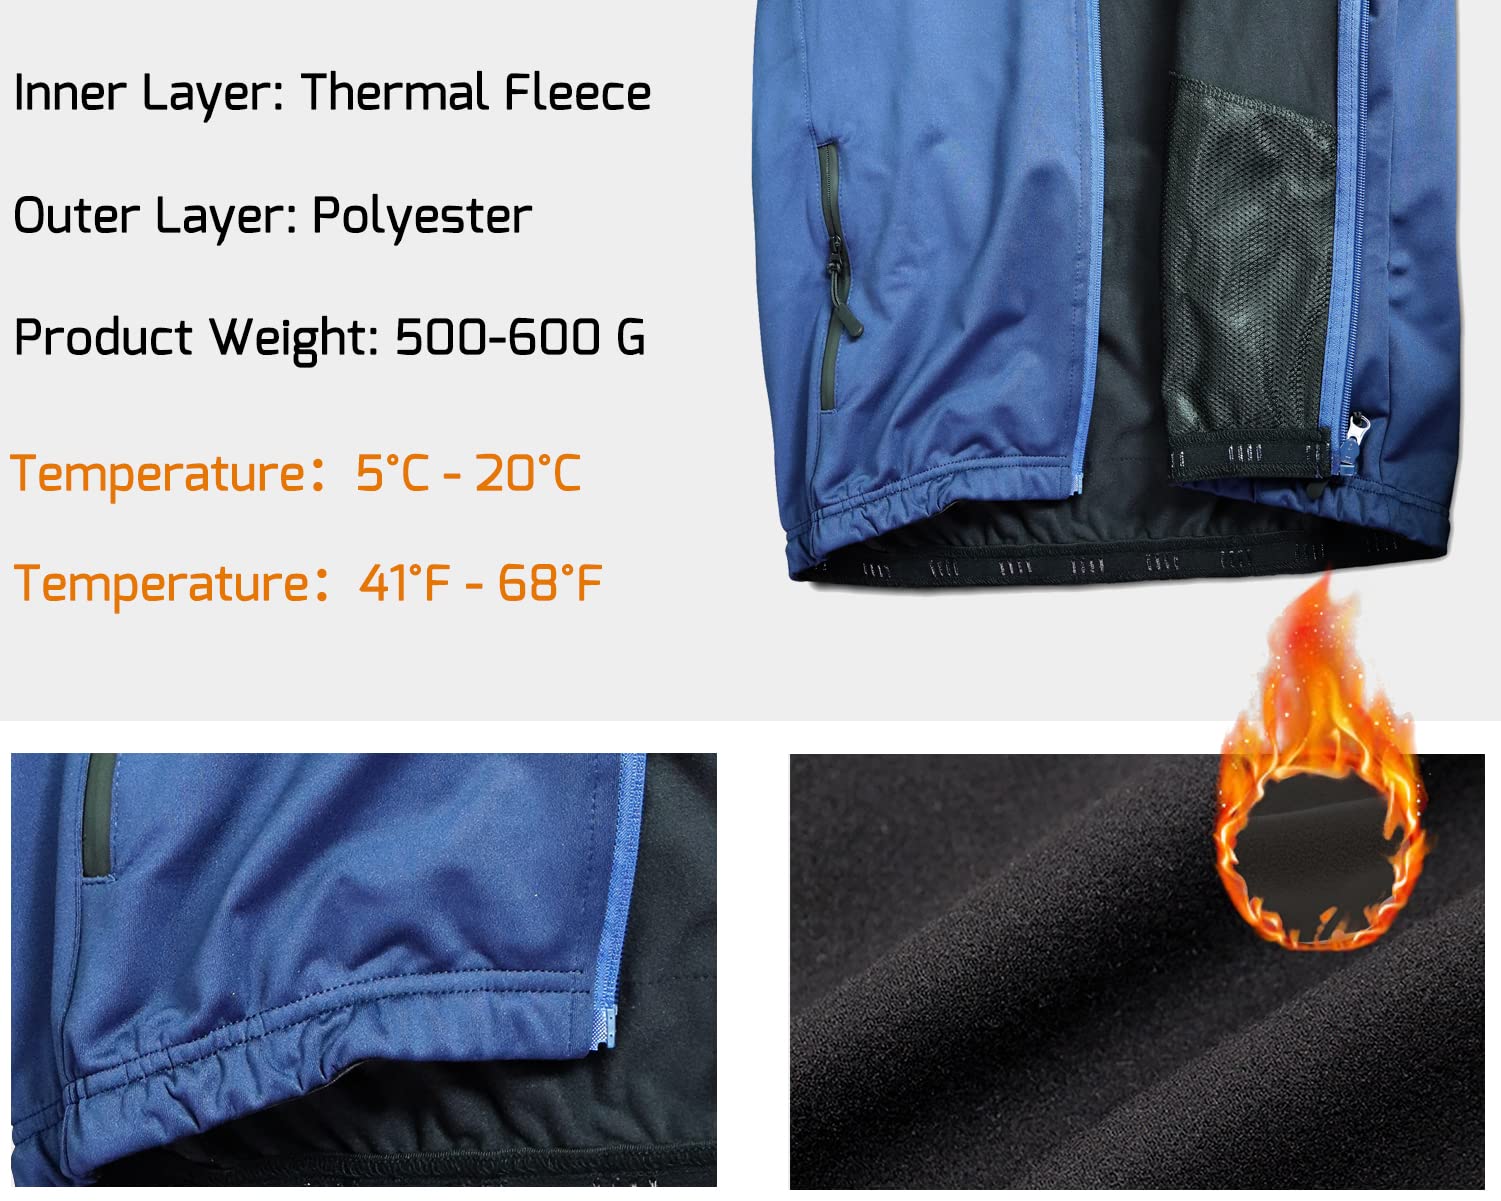 Inner Layer: Thermal Fleece
Outer Layer: Polyester
Product Weight: 500-600 G
Temperature：5°C - 20°C
Temperature：41°F - 68°F